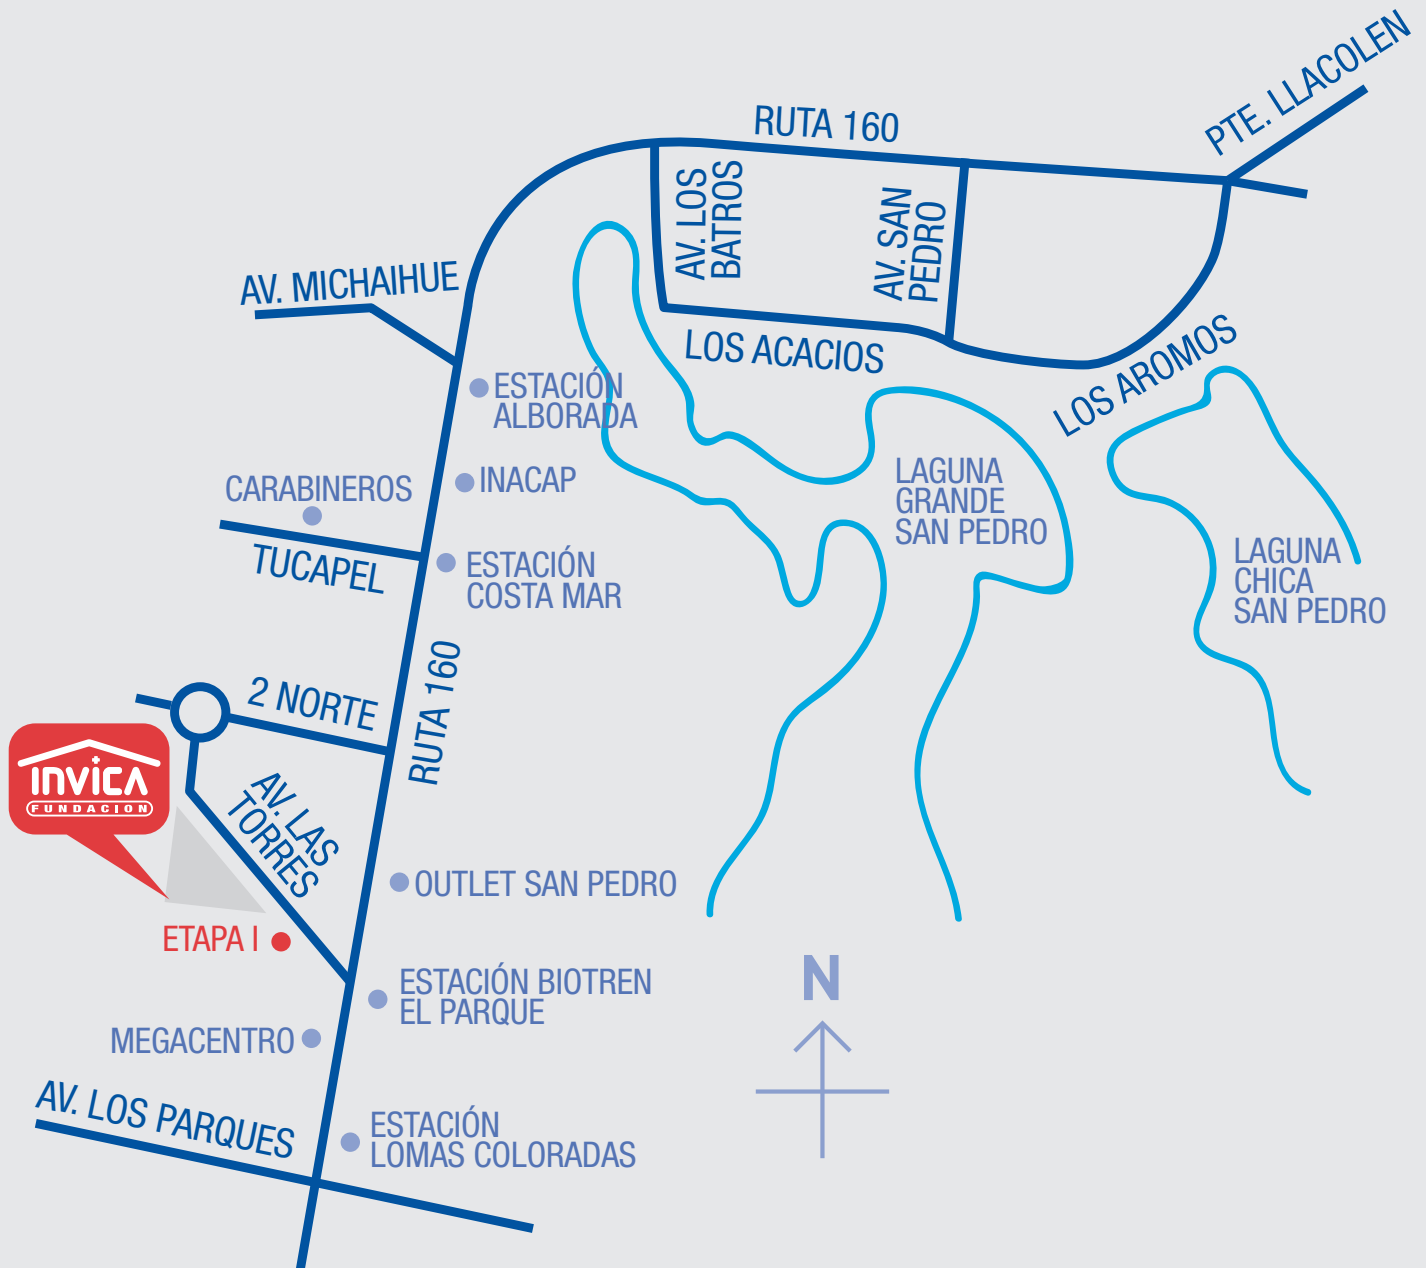 PTE. LLACOLEN
RUTA 160
AV. LOS
BATROS
AV. SAN
PEDRO
AV. MICHAIHUE
LOS ACACIOS
LOS AROMOS
ESTACIÓN
ALBORADA
INACAP
CARABINEROS
LAGUNA
GRANDE
SAN PEDRO
TUCAPEL
ESTACIÓN
COSTA MAR
LAGUNA
CHICA
SAN PEDRO
2 NORTE
RUTA 160
INVICA
FUNDACION
AV. LAS
TORRES
OUTLET SAN PEDRO
ETAPA I
ESTACIÓN BIOTREN
EL PARQUE
N
MEGACENTRO
AV. LOS PARQUES
ESTACIÓN
LOMAS COLORADAS